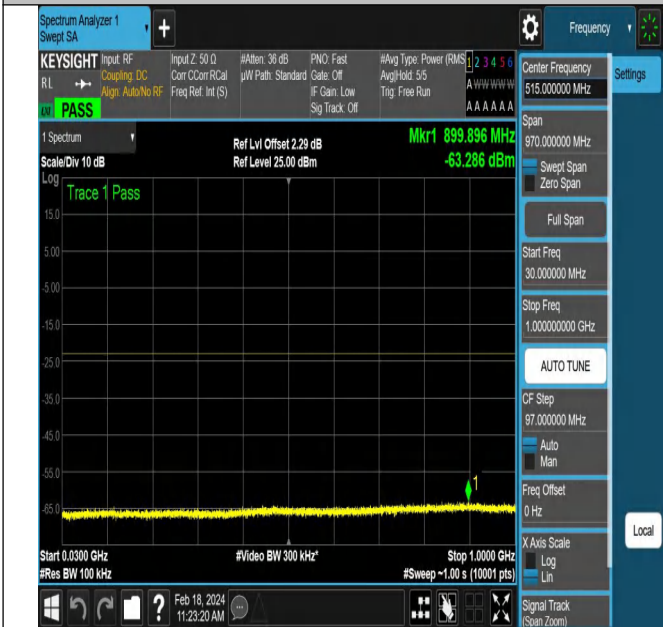 Spectrum Analyzer 1
Swept SA
Frequency
KEYSIGHT
RL
PASS
Input: RF
Coupling: DC
Align: Auto/No RF
Input Z: 50 Ω
Corr CCorr RCal
Freq Ref: Int (S)
#Atten: 36 dB
µW Path: Standard
PNO: Fast
Gate: Off
IF Gain: Low
Sig Track: Off
#Avg Type: Power (RMS
Avg|Hold: 5/5
Trig: Free Run
1 2 3 4 5 6
A W W W W W
A A A A A A
1 Spectrum
Scale/Div 10 dB
Ref Lvl Offset 2.29 dB
Ref Level 25.00 dBm
Mkr1 899.896 MHz
-63.286 dBm
Log
Trace 1 Pass
15.0
5.00
-5.00
-15.0
-25.0
-35.0
-45.0
-55.0
-65.0
1
Start 0.0300 GHz
#Res BW 100 kHz
#Video BW 300 kHz*
Stop 1.0000 GHz
#Sweep ~1.00 s (10001 pts)
Center Frequency
515.000000 MHz
Settings
Span
970.000000 MHz
Swept Span
Zero Span
Full Span
Start Freq
30.000000 MHz
Stop Freq
1.000000000 GHz
AUTO TUNE
CF Step
97.000000 MHz
Auto
Man
Freq Offset
0 Hz
Local
X Axis Scale
Log
Lin
Signal Track
(Span Zoom)
?
Feb 18, 2024
11:23:20 AM